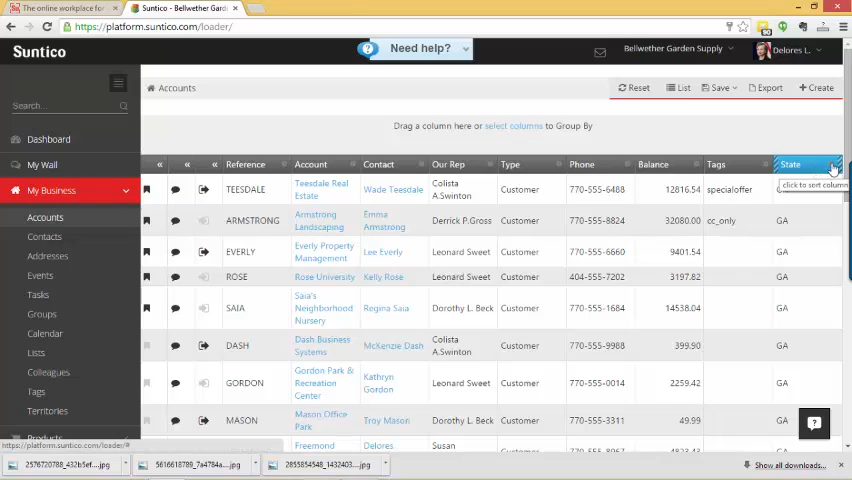 The online workplace for
Suntico - Bellwether Gard
https://platform.suntico.com/loader/
Suntico
Need help?
Bellwether Garden Supply
Delores L.
Search...
Accounts
Reset
List
Save
Export
Create
Dashboard
Drag a column here or select columns to Group By
My Wall
« « « Reference Account Contact Our Rep Type Phone Balance Tags State
click to sort column
My Business
TEESDALE Teesdale Real Estate Wade Teesdale Colista A.Swinton Customer 770-555-6488 12816.54 specialoffer
Accounts
ARMSTRONG Armstrong Landscaping Emma Armstrong Derrick P.Gross Customer 770-555-8824 32080.00 cc_only GA
Contacts
EVERLY Everly Property Management Lee Everly Leonard Sweet Customer 770-555-6660 9401.54 GA
Addresses
ROSE Rose University Kelly Rose Leonard Sweet Customer 404-555-7202 3197.82 GA
Events
Tasks
SAIA Saia's Neighborhood Nursery Regina Saia Dorothy L. Beck Customer 770-555-1684 14538.04 GA
Groups
Calendar
DASH Dash Business Systems McKenzie Dash Colista A.Swinton Customer 770-555-9988 399.90 GA
Lists
Colleagues
GORDON Gordon Park & Recreation Center Kathryn Gordon Leonard Sweet Customer 770-555-0014 2259.42 GA
Tags
Territories
MASON Mason Office Park Troy Mason Dorothy L. Beck Customer 770-555-3311 49.99 GA
Products
Freemond Delores Susan
https://platform.suntico.com/loader/#
2576720788_432b5ef....jpg
5616618789_7a4784a....jpg
2855854548_1432403....jpg
Show all downloads...